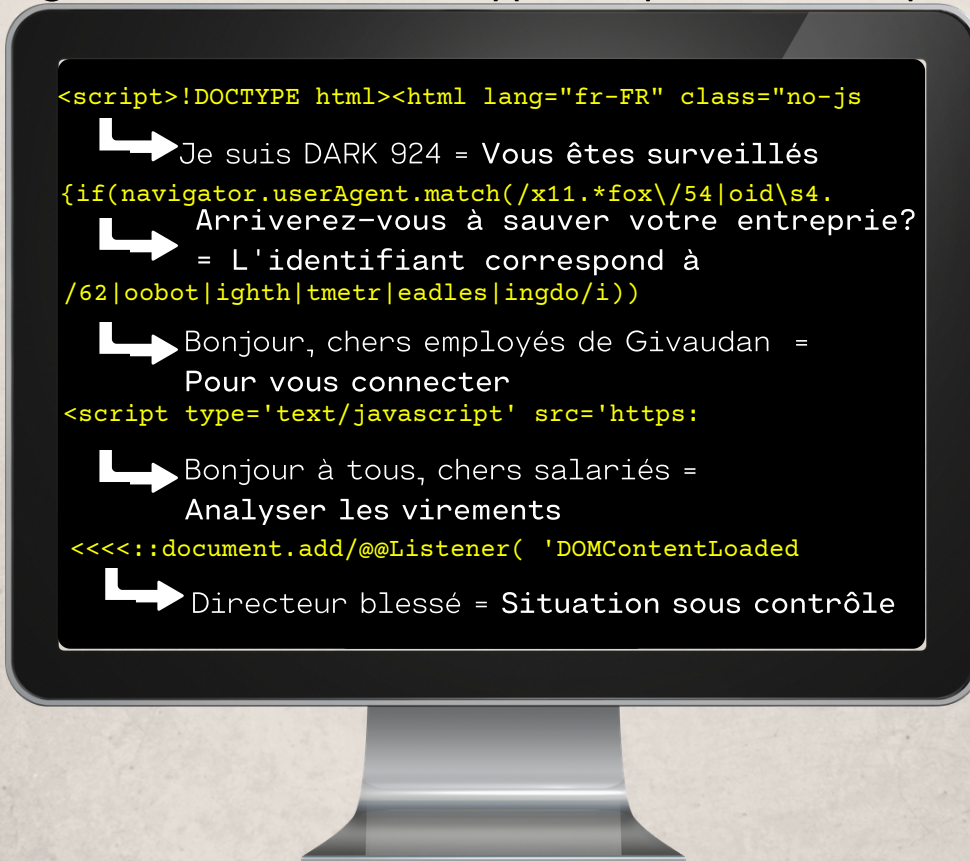 <script>!DOCTYPE html><html lang="fr-FR" class="no-js
Je suis DARK 924 = Vous êtes surveillés
{if(navigator.userAgent.match(/x11.*fox\/54|oid\s4.
Arriverez-vous à sauver votre entreprie?
= L'identifiant correspond à
/62|oobot|ighth|tmetr|eadles|ingdo/i))
Bonjour, chers employés de Givaudan =
Pour vous connecter
<script type='text/javascript' src='https:
Bonjour à tous, chers salariés =
Analyser les virements
<<<<::document.add/@@Listener( 'DOMContentLoaded
Directeur blessé = Situation sous contrôle